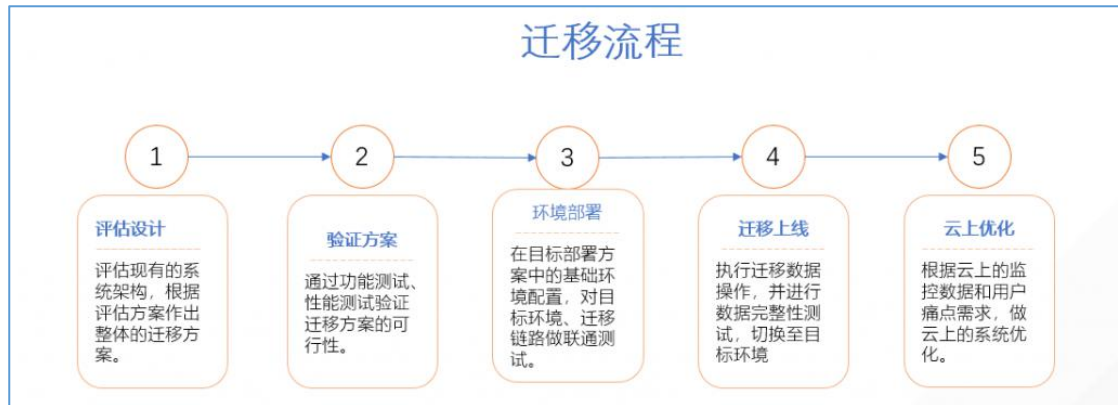 迁移流程
1
2
3
4
5
评估设计
评估现有的系
统架构，根据
评估方案作出
整体的迁移方
案。
验证方案
通过功能测试、
性能测试验证
迁移方案的可
行性。
环境部署
在目标部署方
案中的基础环
境配置，对目
标环境、迁移
链路做联通测
试。
迁移上线
执行迁移数据
操作，并进行
数据完整性测
试，切换至目
标环境
云上优化
根据云上的监
控数据和用户
痛点需求，做
云上的系统优
化。